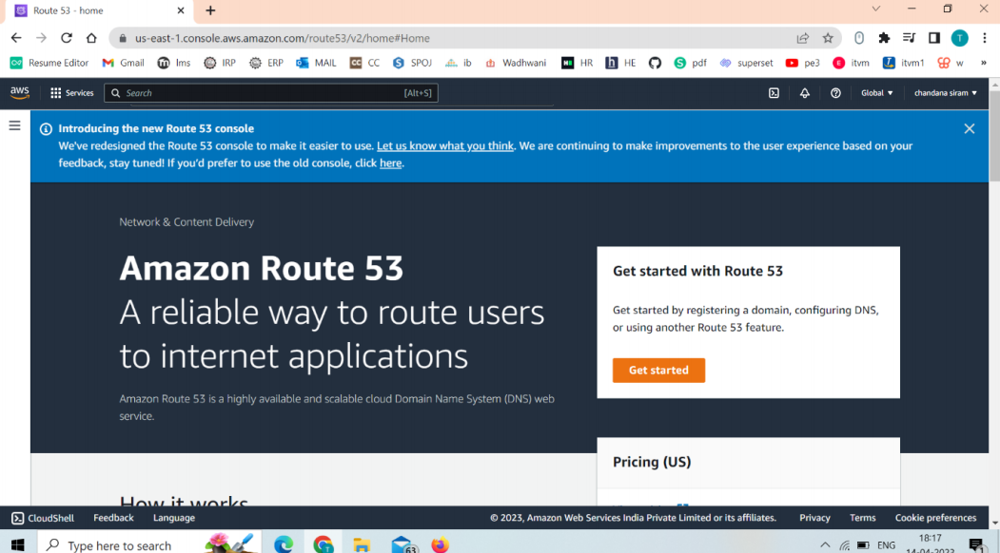 Route 53 - home
us-east-1.console.aws.amazon.com/route53/v2/home#Home
T
Resume Editor Gmail lms IRP ERP MAIL CC CC SPOJ ib Wadhwani HR HE pdf superset pe3 itvm itvm1 w »
aws Services Search [Alt+S] Global chandana siram
Introducing the new Route 53 console
We've redesigned the Route 53 console to make it easier to use. Let us know what you think. We are continuing to make improvements to the user experience based on your
feedback, stay tuned! If you'd prefer to use the old console, click here.
Network & Content Delivery
Amazon Route 53
A reliable way to route users
to internet applications
Amazon Route 53 is a highly available and scalable cloud Domain Name System (DNS) web
service.
Get started with Route 53
Get started by registering a domain, configuring DNS,
or using another Route 53 feature.
Get started
Pricing (US)
How it works
CloudShell Feedback Language © 2023, Amazon Web Services India Private Limited or its affiliates. Privacy Terms Cookie preferences
Type here to search 63 ENG 18:17
14-04-2023